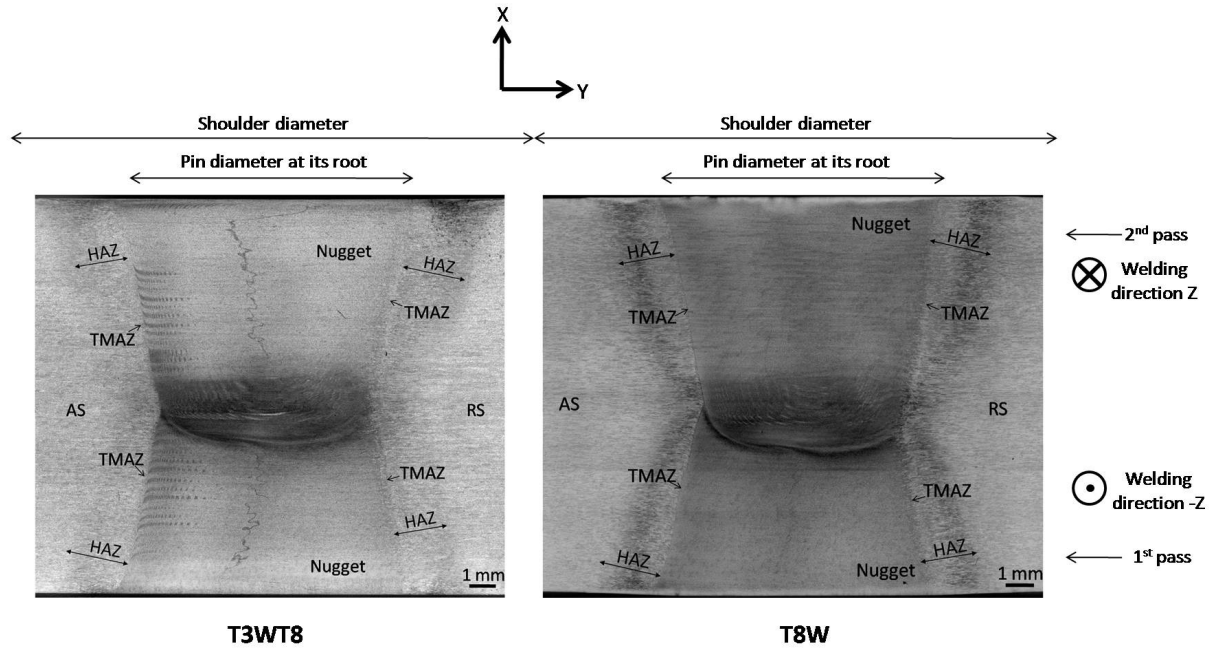 X
Y
Shoulder diameter
Shoulder diameter
Pin diameter at its root
Pin diameter at its root
Nugget
HAZ
HAZ
TMAZ
TMAZ
AS
RS
TMAZ
TMAZ
HAZ
HAZ
Nugget
1 mm
T3WT8
Nugget
HAZ
HAZ
TMAZ
TMAZ
AS
RS
TMAZ
TMAZ
HAZ
HAZ
Nugget
1 mm
T8W
2nd pass
Welding
direction Z
Welding
direction -Z
1st pass